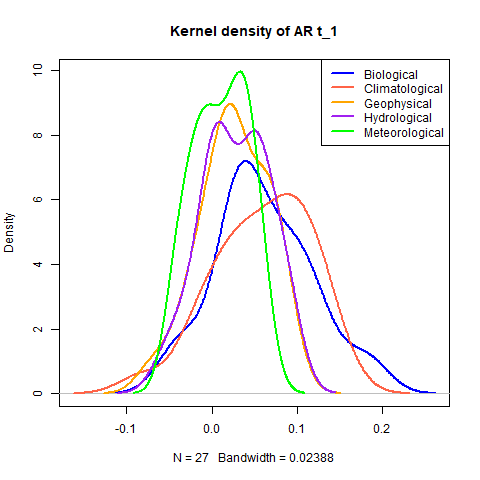 Kernel density of AR t_1
Biological
Climatological
Geophysical
Hydrological
Meteorological
Density
10
8
6
4
2
0
-0.1
0.0
0.1
0.2
N = 27 Bandwidth = 0.02388